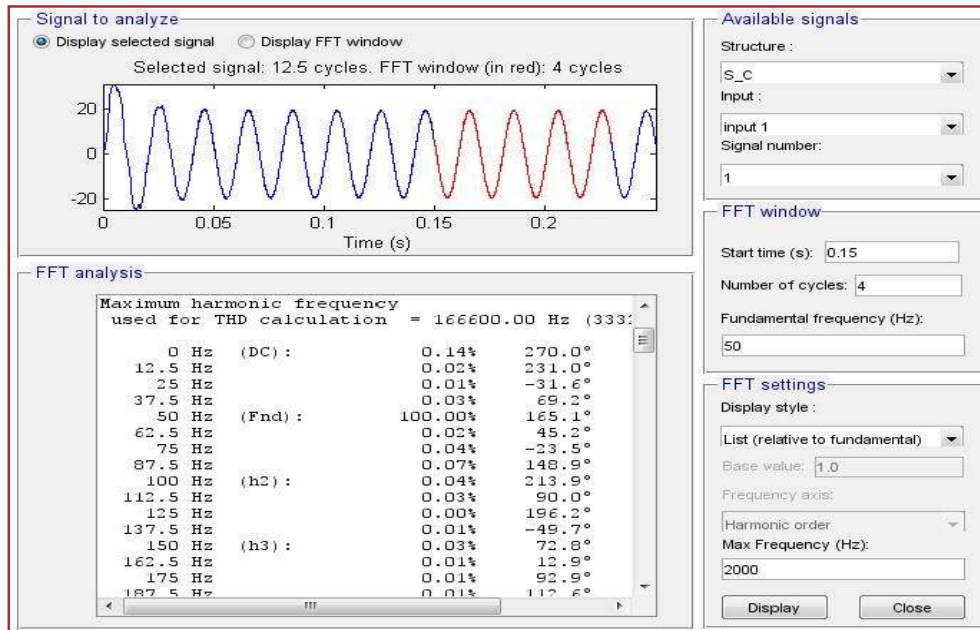 Signal to analyze
Display selected signal Display FFT window
Selected signal: 12.5 cycles. FFT window (in red): 4 cycles
20
0
-20
0 0.05 0.1 0.15 0.2
Time (s)
FFT analysis
Maximum harmonic frequency
used for THD calculation = 166600.00 Hz (333
0 Hz (DC): 0.14% 270.0°
12.5 Hz 0.02% 231.0°
25 Hz 0.01% -31.6°
37.5 Hz 0.03% 69.2°
50 Hz (Fnd): 100.00% 165.1°
62.5 Hz 0.02% 45.2°
75 Hz 0.04% -23.5°
87.5 Hz 0.07% 148.9°
100 Hz (h2): 0.04% 213.9°
112.5 Hz 0.03% 90.0°
125 Hz 0.00% 196.2°
137.5 Hz 0.01% -49.7°
150 Hz (h3): 0.03% 72.8°
162.5 Hz 0.01% 12.9°
175 Hz 0.01% 92.9°
187.5 Hz 0.01% 112.6°
Available signals
Structure :
S_C
Input :
input 1
Signal number:
1
FFT window
Start time (s): 0.15
Number of cycles: 4
Fundamental frequency (Hz):
50
FFT settings
Display style :
List (relative to fundamental)
Base value: 1.0
Frequency axis:
Harmonic order
Max Frequency (Hz):
2000
Display Close